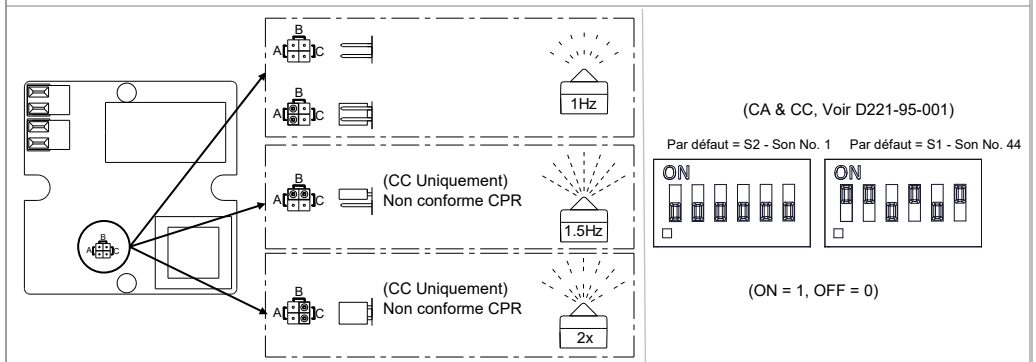 B
A C
1Hz
B
A C
B
A C
(CC Uniquement)
Non conforme CPR
1.5Hz
B
A C
B
A C
(CC Uniquement)
Non conforme CPR
2x
(CA & CC, Voir D221-95-001)
Par défaut = S2 - Son No. 1 Par défaut = S1 - Son No. 44
ON ON
(ON = 1, OFF = 0)